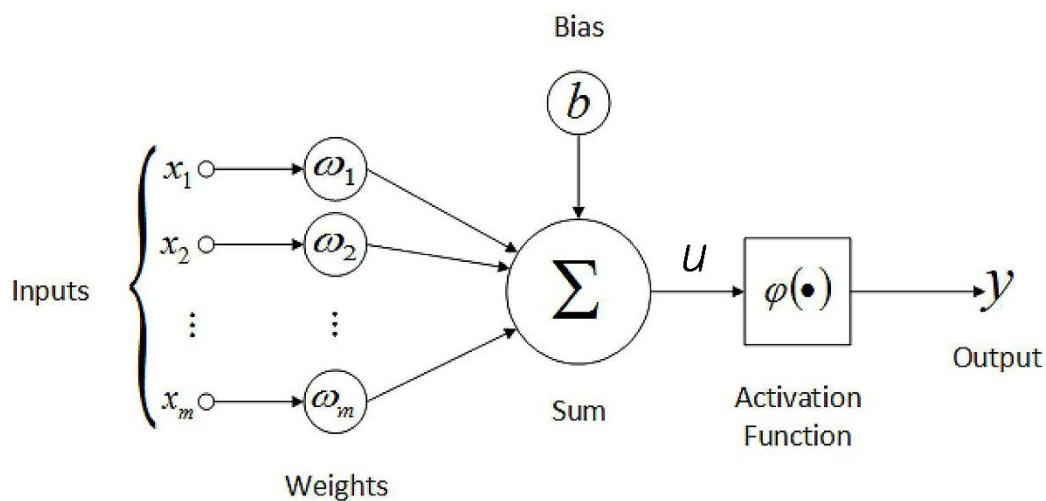 Bias
b
x₁ ω₁
x₂ ω₂
Inputs
⋮ ⋮
xₘ ωₘ
Σ
u
φ(•)
y
Output
Sum
Activation
Function
Weights